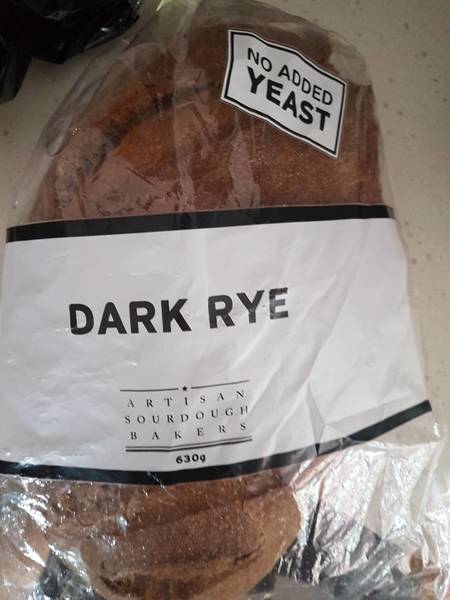 NO ADDED
YEAST
DARK RYE
ARTISAN
SOURDOUGH
BAKERS
630g